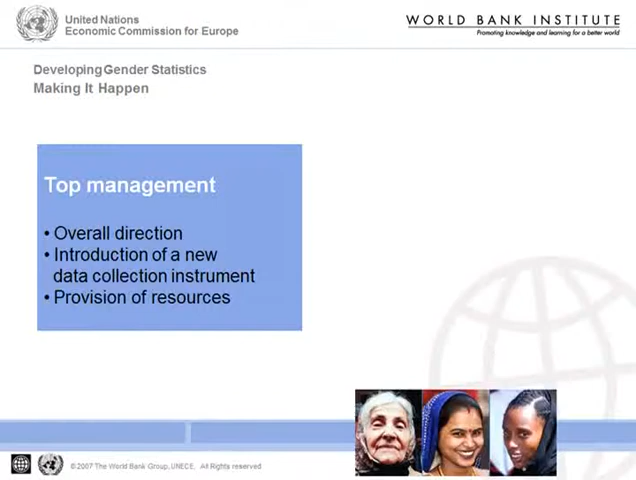 United Nations
Economic Commission for Europe
WORLD BANK INSTITUTE
Promoting knowledge and learning for a better world
Developing Gender Statistics
Making It Happen
Top management
• Overall direction
• Introduction of a new
data collection instrument
• Provision of resources
©2007 The World Bank Group, UNECE. All Rights reserved